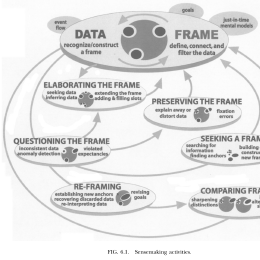 goals
event
flow
just-in-time
mental models
DATA
FRAME
recognize/construct
a frame
define, connect, and
filter the data
ELABORATING THE FRAME
seeking data
inferring data
extending the frame
adding & filling slots
PRESERVING THE FRAME
explain away or
distort data
fixation
errors
QUESTIONING THE FRAME
inconsistent data
anomaly detection
violated
expectancies
SEEKING A FRAM
searching for
information
finding anchors
building
constru
new fram
RE-FRAMING
establishing new anchors
recovering discarded data
re-interpreting data
revising
goals
COMPARING FRA
sharpening
distinctions
FIG. 6.1. Sensemaking activities